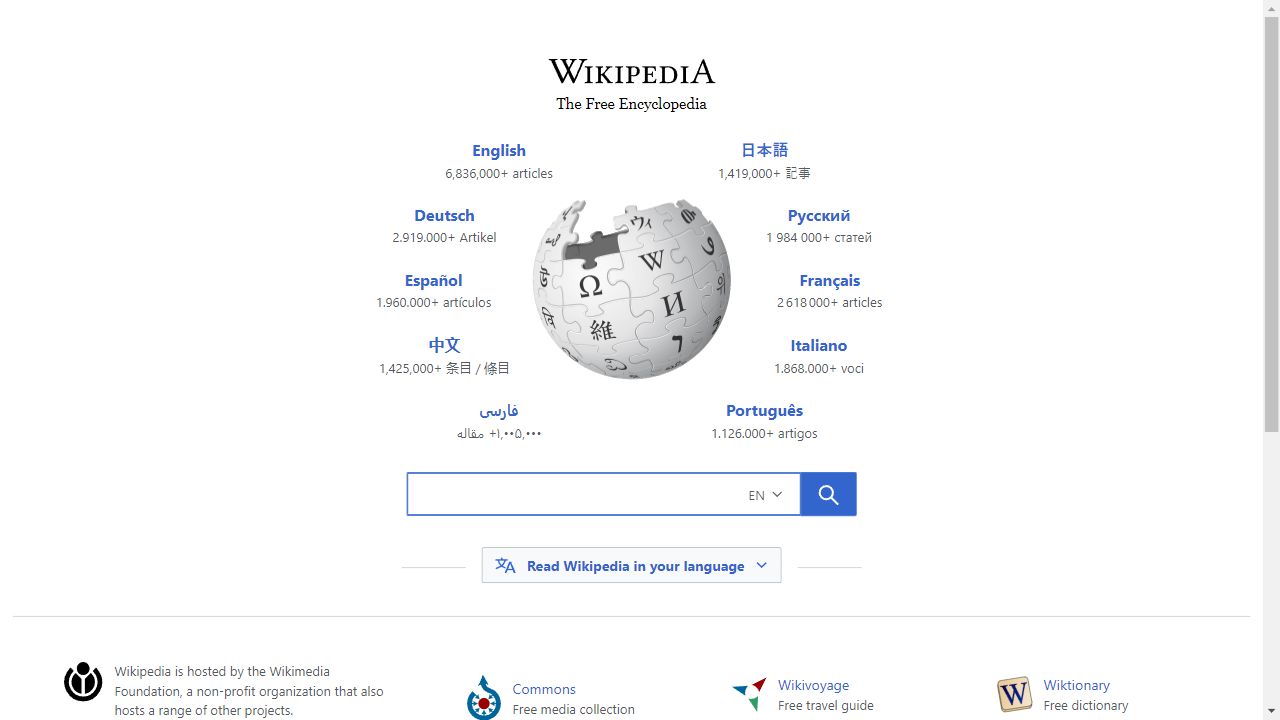 WIKIPEDIA
The Free Encyclopedia
English
6,836,000+ articles
日本語
1,419,000+ 記事
Deutsch
2.919.000+ Artikel
Русский
1 984 000+ статей
Español
1.960.000+ artículos
Français
2 618 000+ articles
中文
1,425,000+ 条目 / 條目
Italiano
1.868.000+ voci
فارسی
۱٬۰۰۵٬۰۰۰+ مقاله
Português
1.126.000+ artigos
Ω
W
И
維
ウィ
EN
Read Wikipedia in your language
Wikipedia is hosted by the Wikimedia
Foundation, a non-profit organization that also
hosts a range of other projects.
Commons
Free media collection
Wikivoyage
Free travel guide
W
Wiktionary
Free dictionary